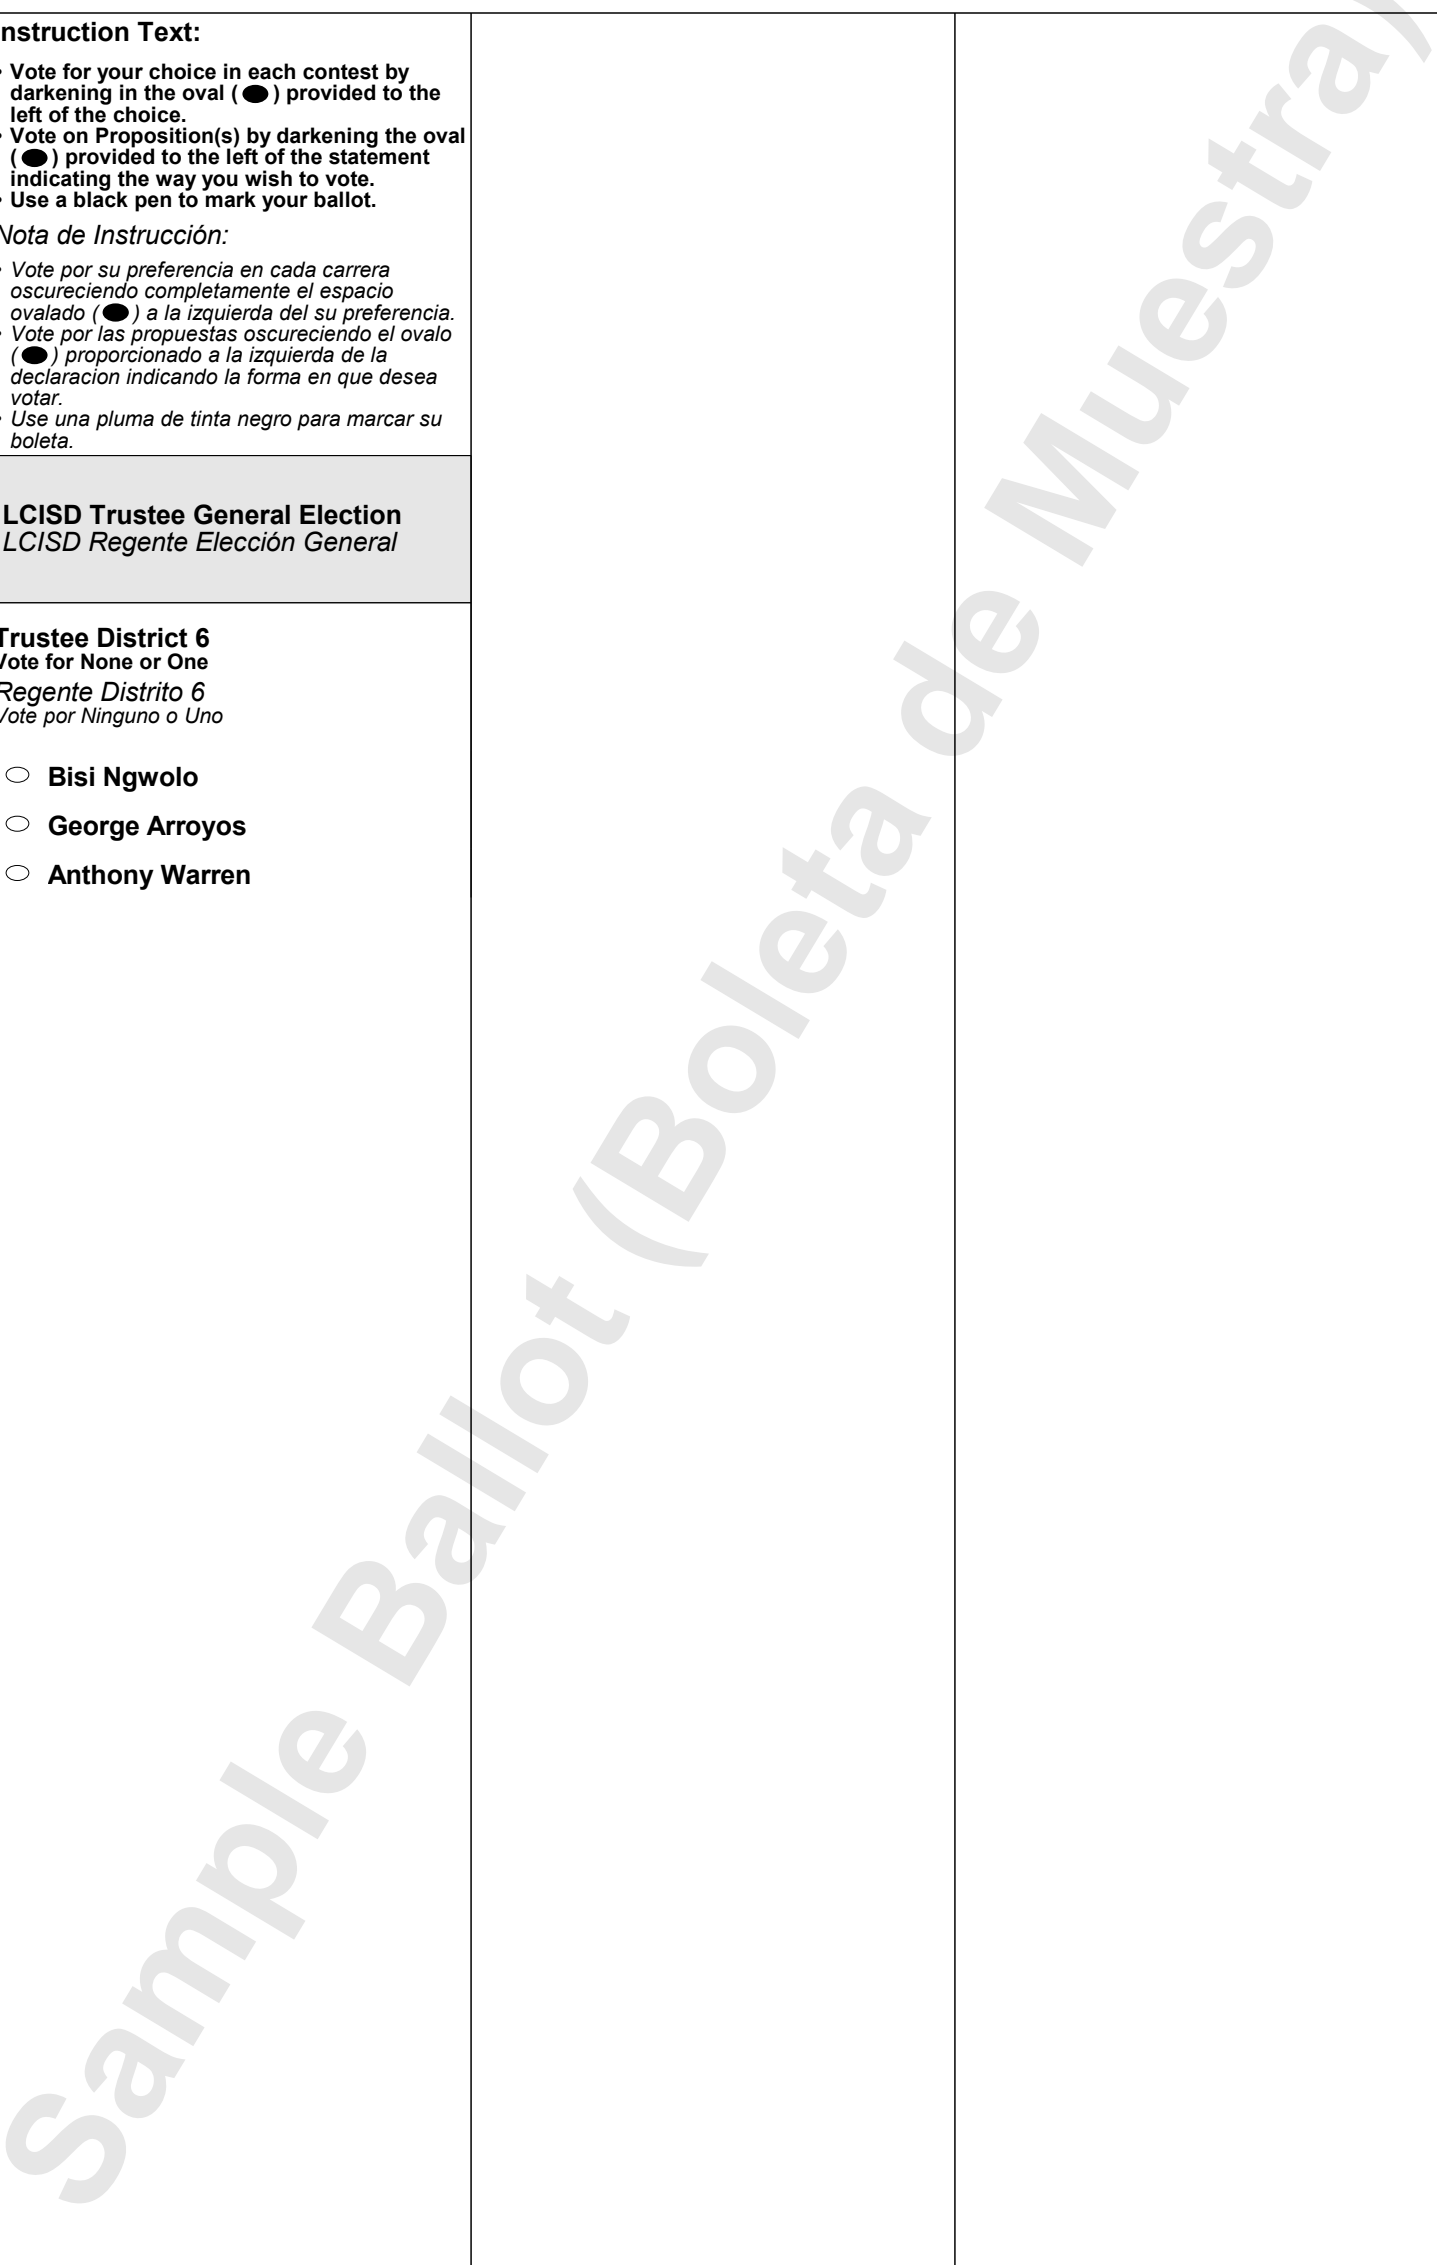 nstruction Text:
• Vote for your choice in each contest by
darkening in the oval ( ) provided to the
left of the choice.
• Vote on Proposition(s) by darkening the oval
( ) provided to the left of the statement
indicating the way you wish to vote.
• Use a black pen to mark your ballot.
Nota de Instrucción:
• Vote por su preferencia en cada carrera
oscureciendo completamente el espacio
ovalado ( ) a la izquierda del su preferencia.
• Vote por las propuestas oscureciendo el ovalo
( ) proporcionado a la izquierda de la
declaracion indicando la forma en que desea
votar.
• Use una pluma de tinta negro para marcar su
boleta.
LCISD Trustee General Election
LCISD Regente Elección General
Trustee District 6
Vote for None or One
Regente Distrito 6
Vote por Ninguno o Uno
Bisi Ngwolo
George Arroyos
Anthony Warren
Sample Ballot (Boleta de Muestra)